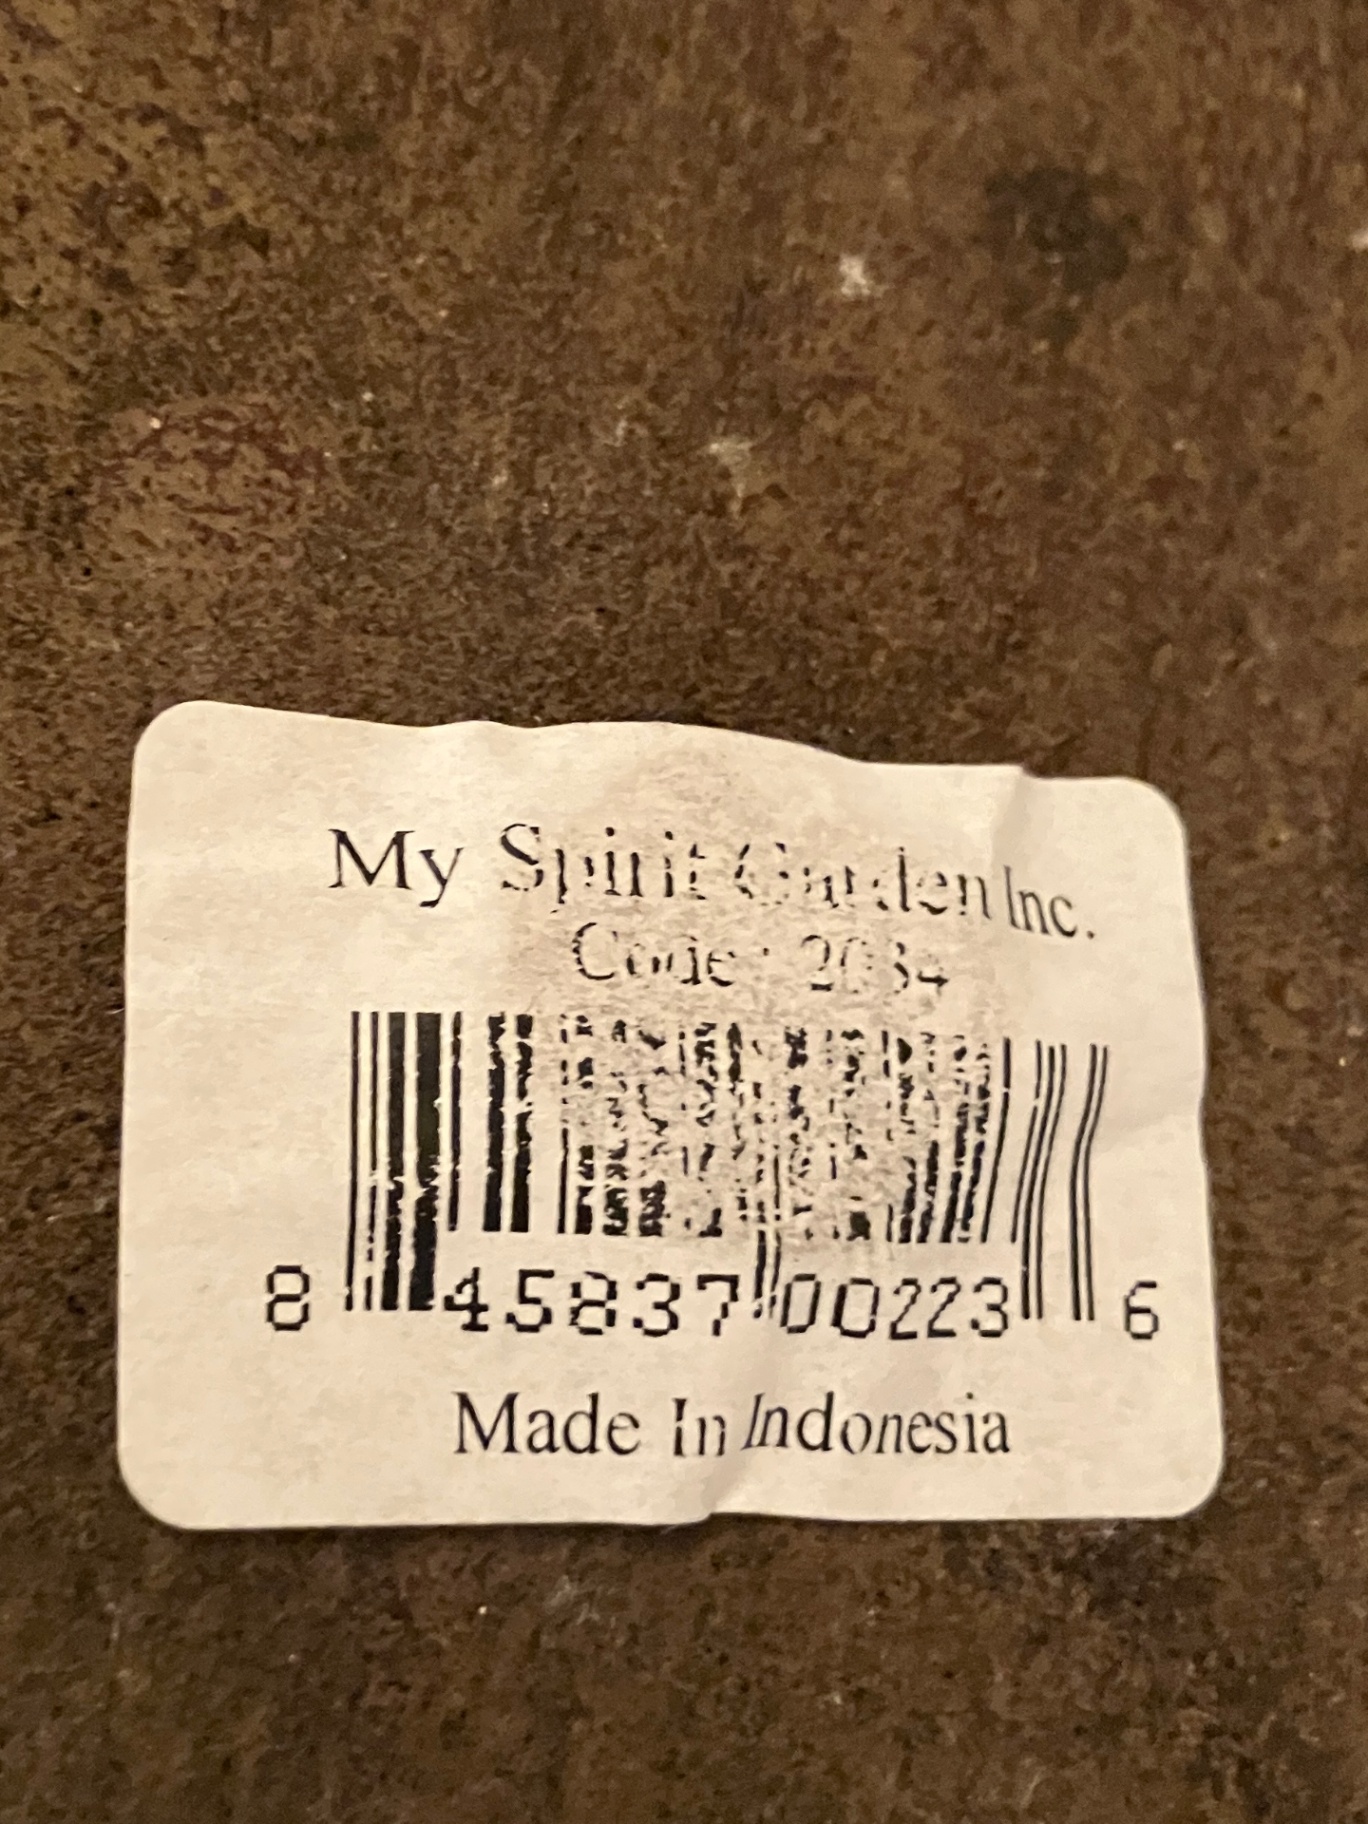 My Spirit Garden Inc.
Code : 2034
8 45837 00223 6
Made In Indonesia